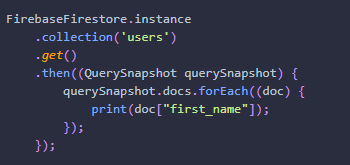 FirebaseFirestore.instance
    .collection('users')
    .get()
    .then((QuerySnapshot querySnapshot) {
        querySnapshot.docs.forEach((doc) {
            print(doc["first_name"]);
        });
    });